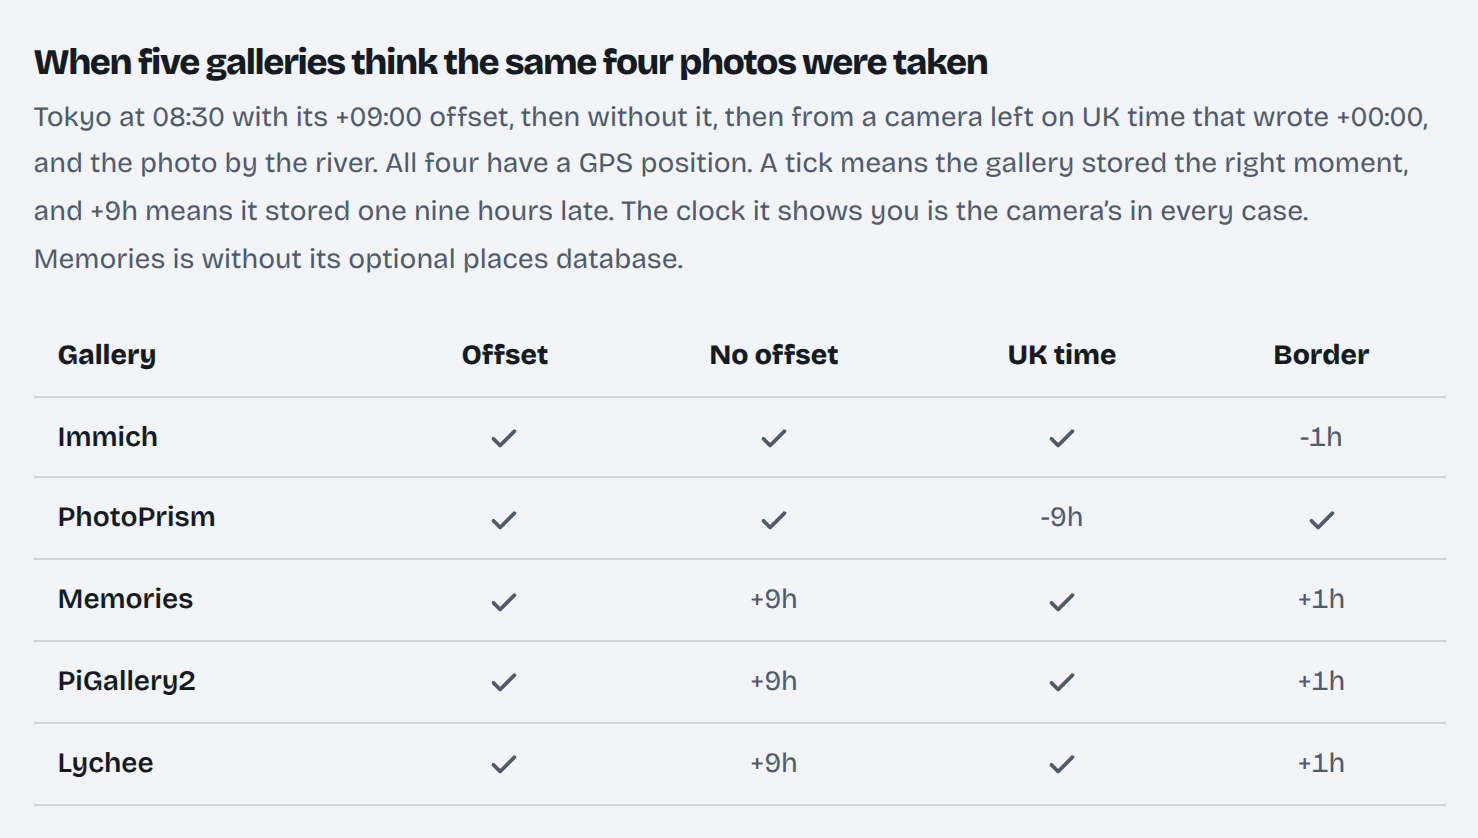 When five galleries think the same four photos were taken
Tokyo at 08:30 with its +09:00 offset, then without it, then from a camera left on UK time that wrote +00:00,
and the photo by the river. All four have a GPS position. A tick means the gallery stored the right moment,
and +9h means it stored one nine hours late. The clock it shows you is the camera’s in every case.
Memories is without its optional places database.
Gallery Offset No offset UK time Border
Immich ✓ ✓ ✓ -1h
PhotoPrism ✓ ✓ -9h ✓
Memories ✓ +9h ✓ +1h
PiGallery2 ✓ +9h ✓ +1h
Lychee ✓ +9h ✓ +1h